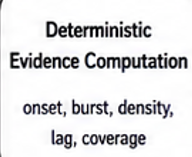 Deterministic
Evidence Computation
onset, burst, density,
lag, coverage